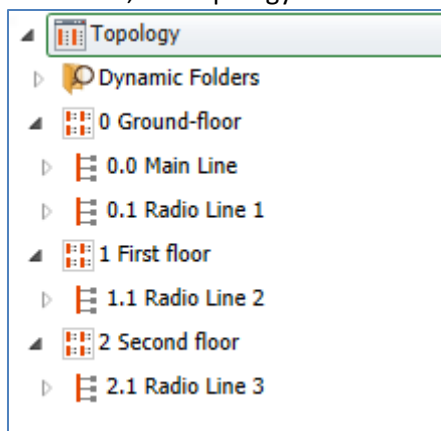 Topology
Dynamic Folders
0 Ground-floor
0.0 Main Line
0.1 Radio Line 1
1 First floor
1.1 Radio Line 2
2 Second floor
2.1 Radio Line 3